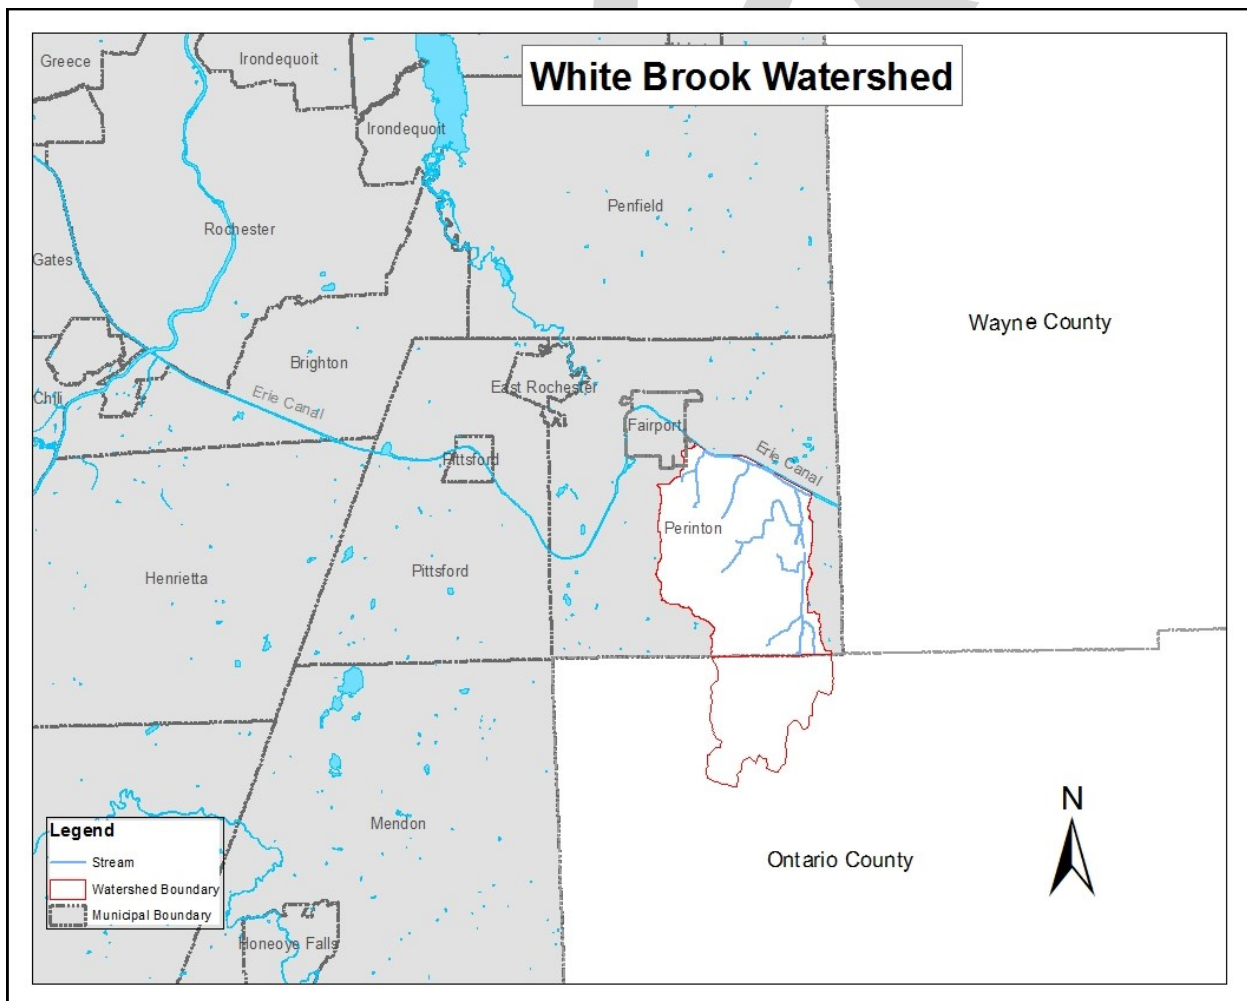 White Brook Watershed
Greece
Irondequoit
Irondequoit
Penfield
Rochester
Gates
Wayne County
Brighton
East Rochester
Chili
Erie Canal
Fairport
Erie Canal
Pittsford
Perinton
Henrietta
Pittsford
Mendon
N
Ontario County
Legend
Stream
Watershed Boundary
Municipal Boundary
Honeoye Falls